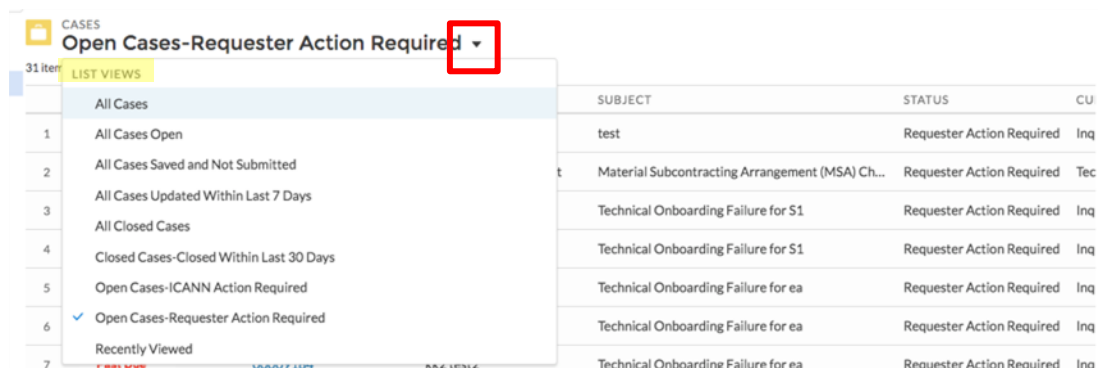 CASES
Open Cases-Requester Action Required
31 item
LIST VIEWS
All Cases
All Cases Open
All Cases Saved and Not Submitted
All Cases Updated Within Last 7 Days
All Closed Cases
Closed Cases-Closed Within Last 30 Days
Open Cases-ICANN Action Required
Open Cases-Requester Action Required
Recently Viewed
SUBJECT STATUS CU
1 test Requester Action Required Inq
2 t Material Subcontracting Arrangement (MSA) Ch... Requester Action Required Tec
3 Technical Onboarding Failure for S1 Requester Action Required Inq
4 Technical Onboarding Failure for S1 Requester Action Required Inq
5 Technical Onboarding Failure for ea Requester Action Required Inq
6 Technical Onboarding Failure for ea Requester Action Required Inq
7 Past Due Technical Onboarding Failure for ea Requester Action Required Inq